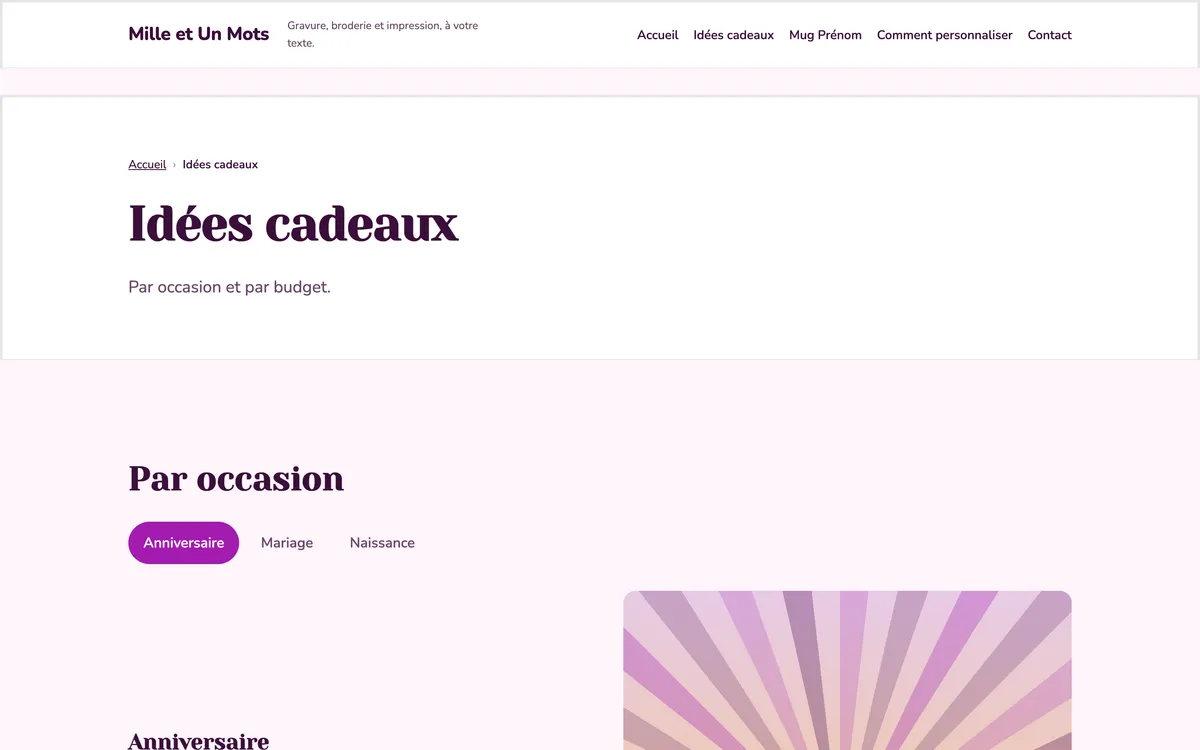 Mille et Un Mots
Gravure, broderie et impression, à votre
texte.
Accueil Idées cadeaux Mug Prénom Comment personnaliser Contact
Accueil › Idées cadeaux
Idées cadeaux
Par occasion et par budget.
Par occasion
Anniversaire Mariage Naissance
Anniversaire